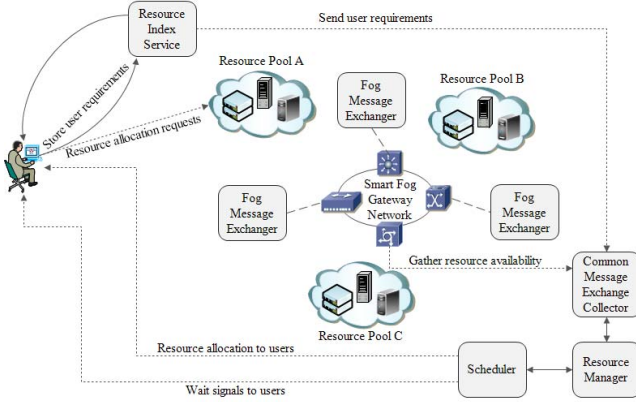 Resource
Index
Service
Send user requirements
Store user requirements
Resource allocation requests
Resource Pool A
Fog
Message
Exchanger
Resource Pool B
Smart Fog
Gateway
Network
Fog
Message
Exchanger
Fog
Message
Exchanger
Gather resource availability
Common
Message
Exchange
Collector
Resource Pool C
Resource allocation to users
Scheduler
Resource
Manager
Wait signals to users